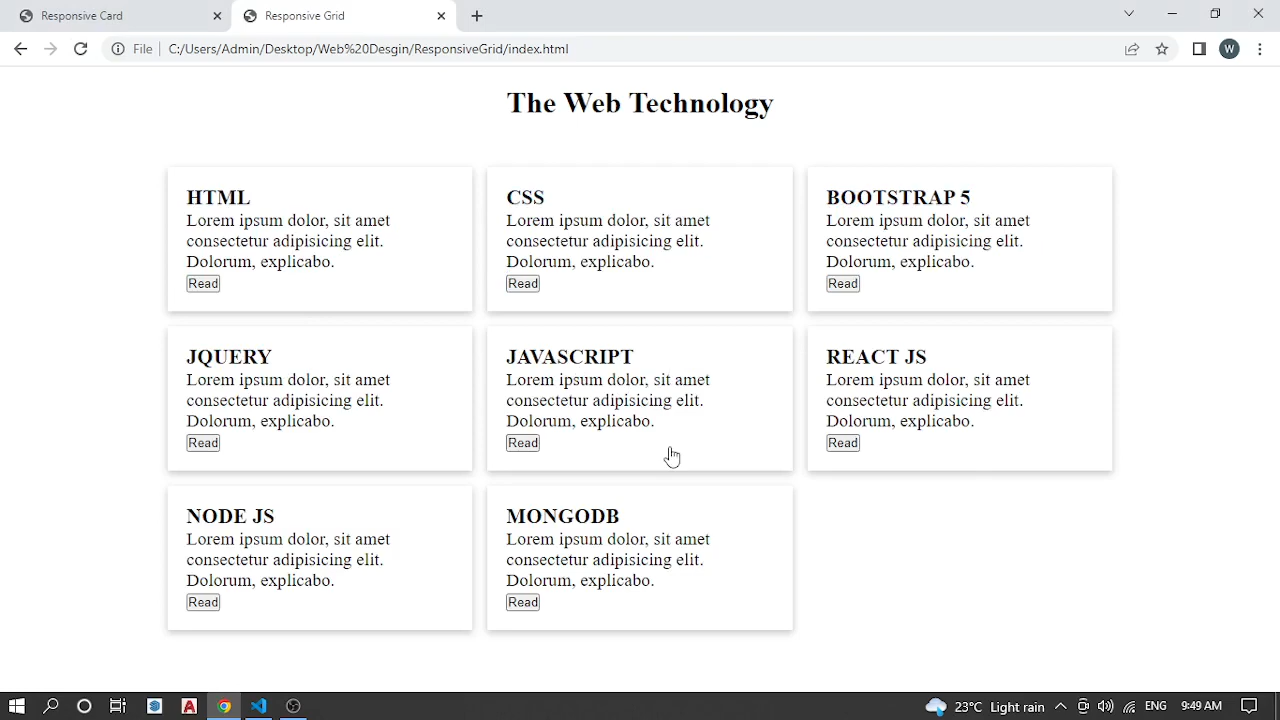 Responsive Card
Responsive Grid
File
C:/Users/Admin/Desktop/Web%20Desgin/ResponsiveGrid/index.html
W
The Web Technology
HTML
Lorem ipsum dolor, sit amet
consectetur adipisicing elit.
Dolorum, explicabo.
Read
CSS
Lorem ipsum dolor, sit amet
consectetur adipisicing elit.
Dolorum, explicabo.
Read
BOOTSTRAP 5
Lorem ipsum dolor, sit amet
consectetur adipisicing elit.
Dolorum, explicabo.
Read
JQUERY
Lorem ipsum dolor, sit amet
consectetur adipisicing elit.
Dolorum, explicabo.
Read
JAVASCRIPT
Lorem ipsum dolor, sit amet
consectetur adipisicing elit.
Dolorum, explicabo.
Read
REACT JS
Lorem ipsum dolor, sit amet
consectetur adipisicing elit.
Dolorum, explicabo.
Read
NODE JS
Lorem ipsum dolor, sit amet
consectetur adipisicing elit.
Dolorum, explicabo.
Read
MONGODB
Lorem ipsum dolor, sit amet
consectetur adipisicing elit.
Dolorum, explicabo.
Read
23°C Light rain
ENG
9:49 AM